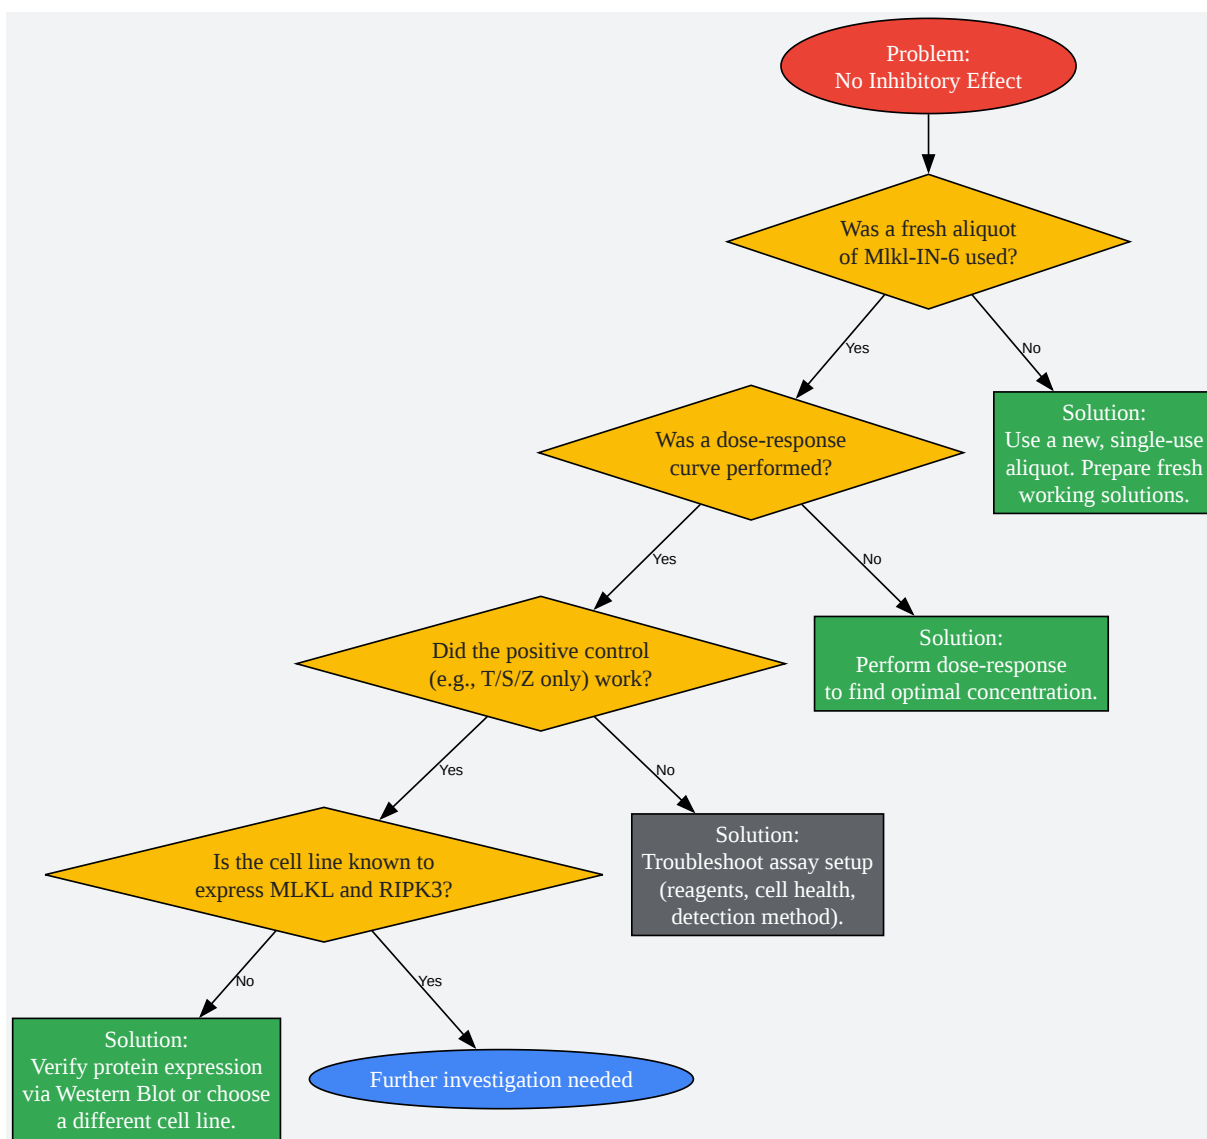 Problem:
No Inhibitory Effect
Was a fresh aliquot
of Mlkl-IN-6 used?
Yes
No
Solution:
Use a new, single-use
aliquot. Prepare fresh
working solutions.
Was a dose-response
curve performed?
Yes
No
Solution:
Perform dose-response
to find optimal concentration.
Did the positive control
(e.g., T/S/Z only) work?
Yes
No
Solution:
Troubleshoot assay setup
(reagents, cell health,
detection method).
Is the cell line known to
express MLKL and RIPK3?
No
Yes
Solution:
Verify protein expression
via Western Blot or choose
a different cell line.
Further investigation needed